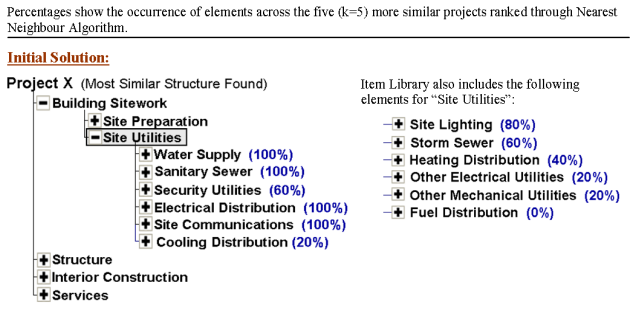 Percentages show the occurrence of elements across the five (k=5) more similar projects ranked through Nearest
Neighbour Algorithm.
Initial Solution:
Project X (Most Similar Structure Found)
Building Sitework
Site Preparation
Site Utilities
Water Supply (100%)
Sanitary Sewer (100%)
Security Utilities (60%)
Electrical Distribution (100%)
Site Communications (100%)
Cooling Distribution (20%)
Structure
Interior Construction
Services
Item Library also includes the following
elements for “Site Utilities”:
Site Lighting (80%)
Storm Sewer (60%)
Heating Distribution (40%)
Other Electrical Utilities (20%)
Other Mechanical Utilities (20%)
Fuel Distribution (0%)